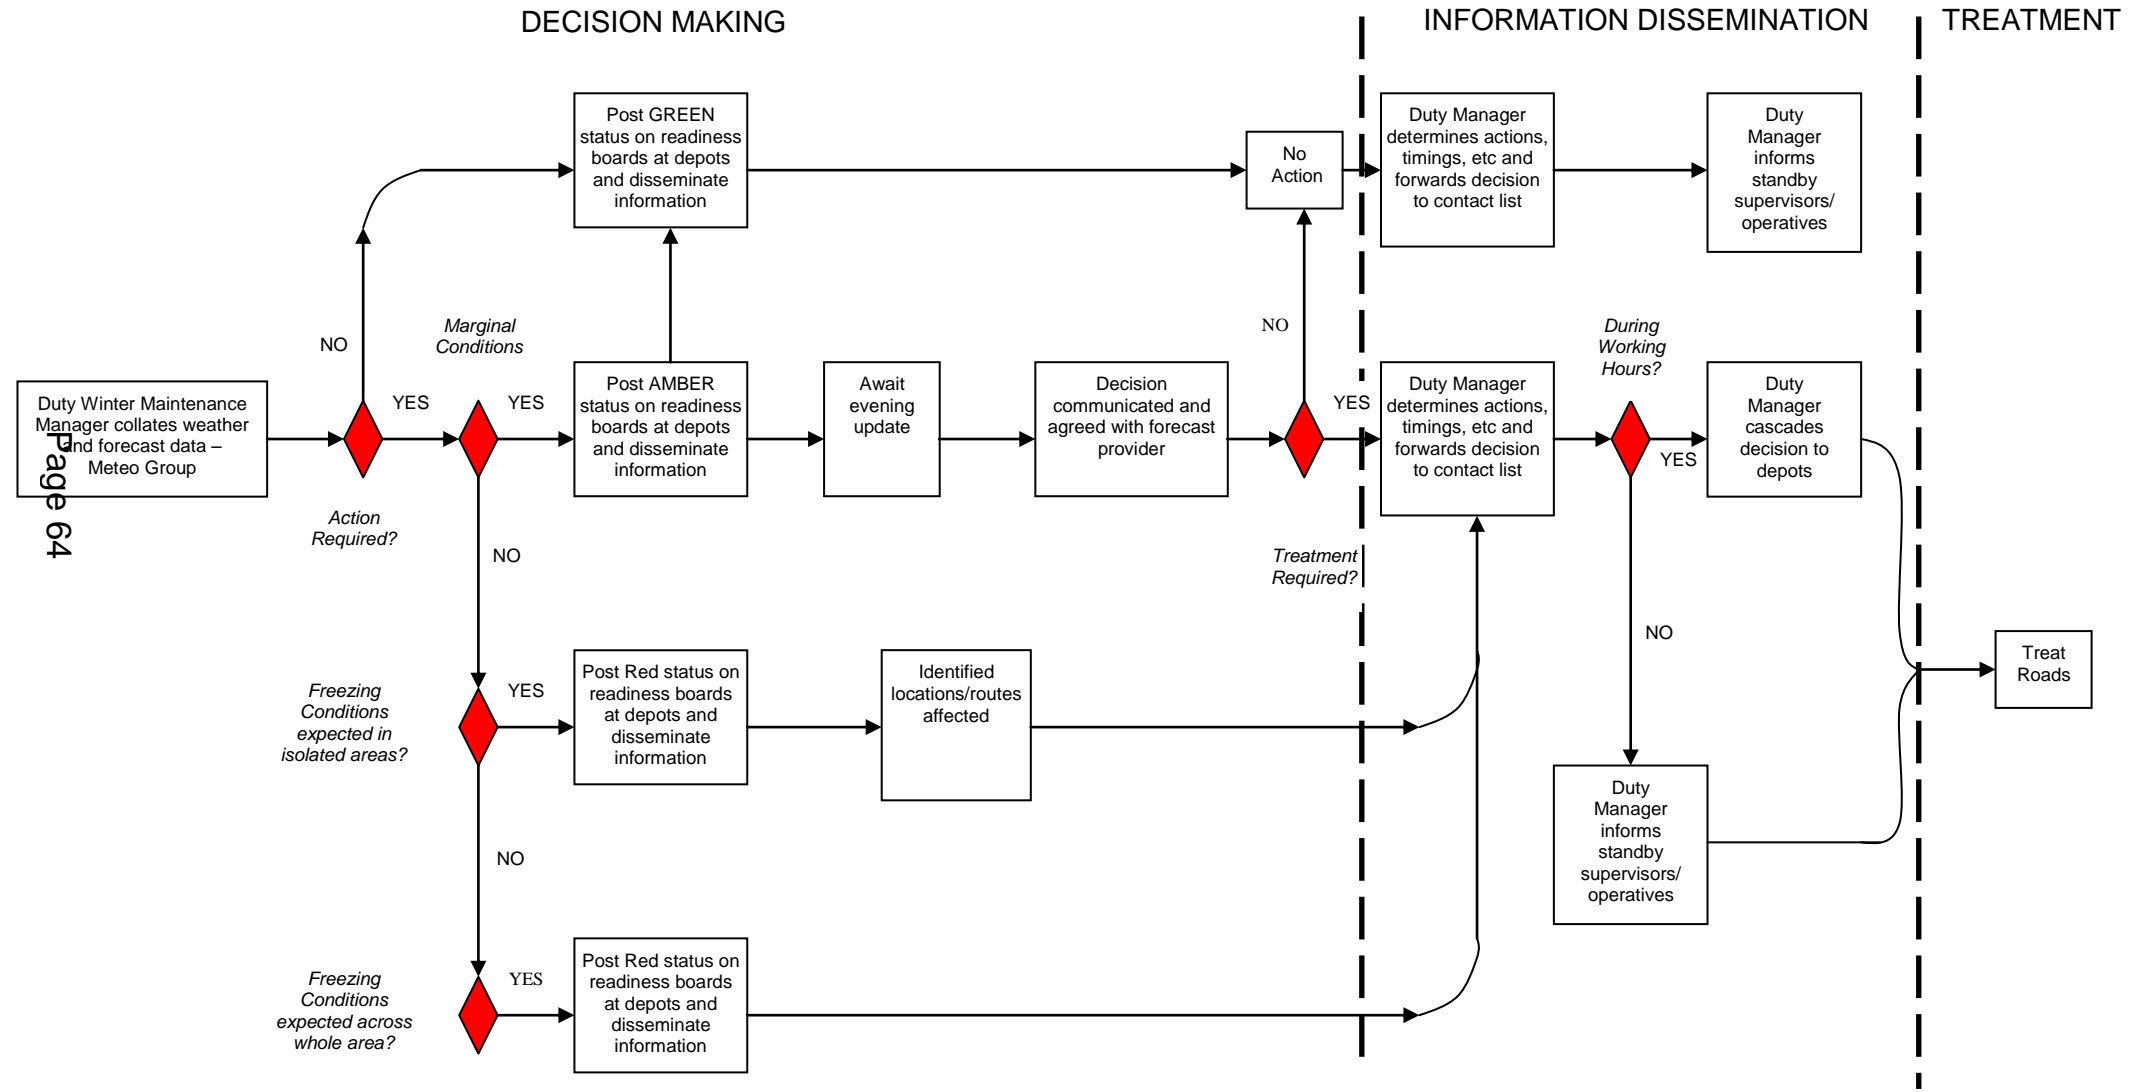 DECISION MAKING
INFORMATION DISSEMINATION
TREATMENT
Post GREEN
status on readiness
boards at depots
and disseminate
information
No
Action
Duty Manager
determines actions,
timings, etc and
forwards decision
to contact list
Duty
Manager
informs
standby
supervisors/
operatives
NO
Marginal
Conditions
NO
During
Working
Hours?
Duty Winter Maintenance
Manager collates weather
and forecast data –
Meteo Group
YES
YES
Post AMBER
status on readiness
boards at depots
and disseminate
information
Await
evening
update
Decision
communicated and
agreed with forecast
provider
YES
Duty Manager
determines actions,
timings, etc and
forwards decision
to contact list
YES
Duty
Manager
cascades
decision to
depots
Page 64
Action
Required?
NO
Treatment
Required?
NO
Freezing
Conditions
expected in
isolated areas?
YES
Post Red status on
readiness boards
at depots and
disseminate
information
Identified
locations/routes
affected
Treat
Roads
Duty
Manager
informs
standby
supervisors/
operatives
NO
Freezing
Conditions
expected across
whole area?
YES
Post Red status on
readiness boards
at depots and
disseminate
information